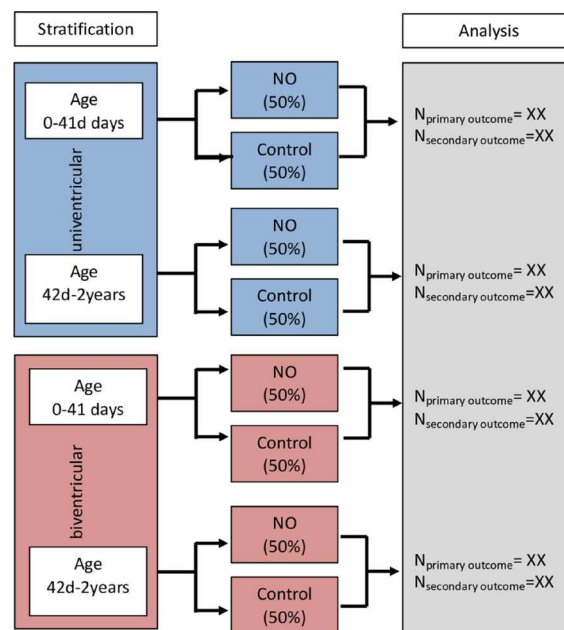 Stratification
Analysis
Age
0-41d days
univentricular
Age
42d-2years
NO
(50%)
Control
(50%)
NO
(50%)
Control
(50%)
Nprimary outcome= XX
Nsecondary outcome=XX
Nprimary outcome= XX
Nsecondary outcome=XX
Age
0-41 days
biventricular
Age
42d-2years
NO
(50%)
Control
(50%)
NO
(50%)
Control
(50%)
Nprimary outcome= XX
Nsecondary outcome=XX
Nprimary outcome= XX
Nsecondary outcome=XX